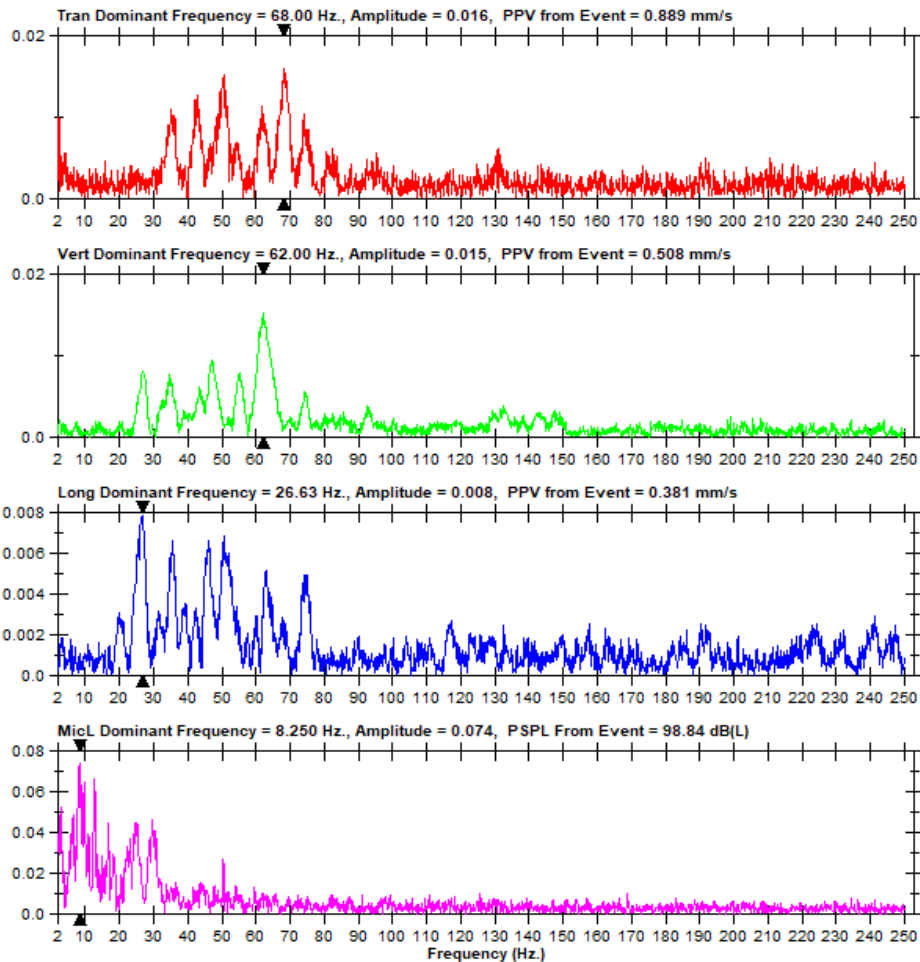 Tran Dominant Frequency = 68.00 Hz., Amplitude = 0.016, PPV from Event = 0.889 mm/s
0.02
0.0
2 10 20 30 40 50 60 70 80 90 100 110 120 130 140 150 160 170 180 190 200 210 220 230 240 250
Vert Dominant Frequency = 62.00 Hz., Amplitude = 0.015, PPV from Event = 0.508 mm/s
0.02
0.0
2 10 20 30 40 50 60 70 80 90 100 110 120 130 140 150 160 170 180 190 200 210 220 230 240 250
Long Dominant Frequency = 26.63 Hz., Amplitude = 0.008, PPV from Event = 0.381 mm/s
0.008
0.006
0.004
0.002
0.0
2 10 20 30 40 50 60 70 80 90 100 110 120 130 140 150 160 170 180 190 200 210 220 230 240 250
MicL Dominant Frequency = 8.250 Hz., Amplitude = 0.074, PSPL From Event = 98.84 dB(L)
0.08
0.06
0.04
0.02
0.0
2 10 20 30 40 50 60 70 80 90 100 110 120 130 140 150 160 170 180 190 200 210 220 230 240 250
Frequency (Hz.)